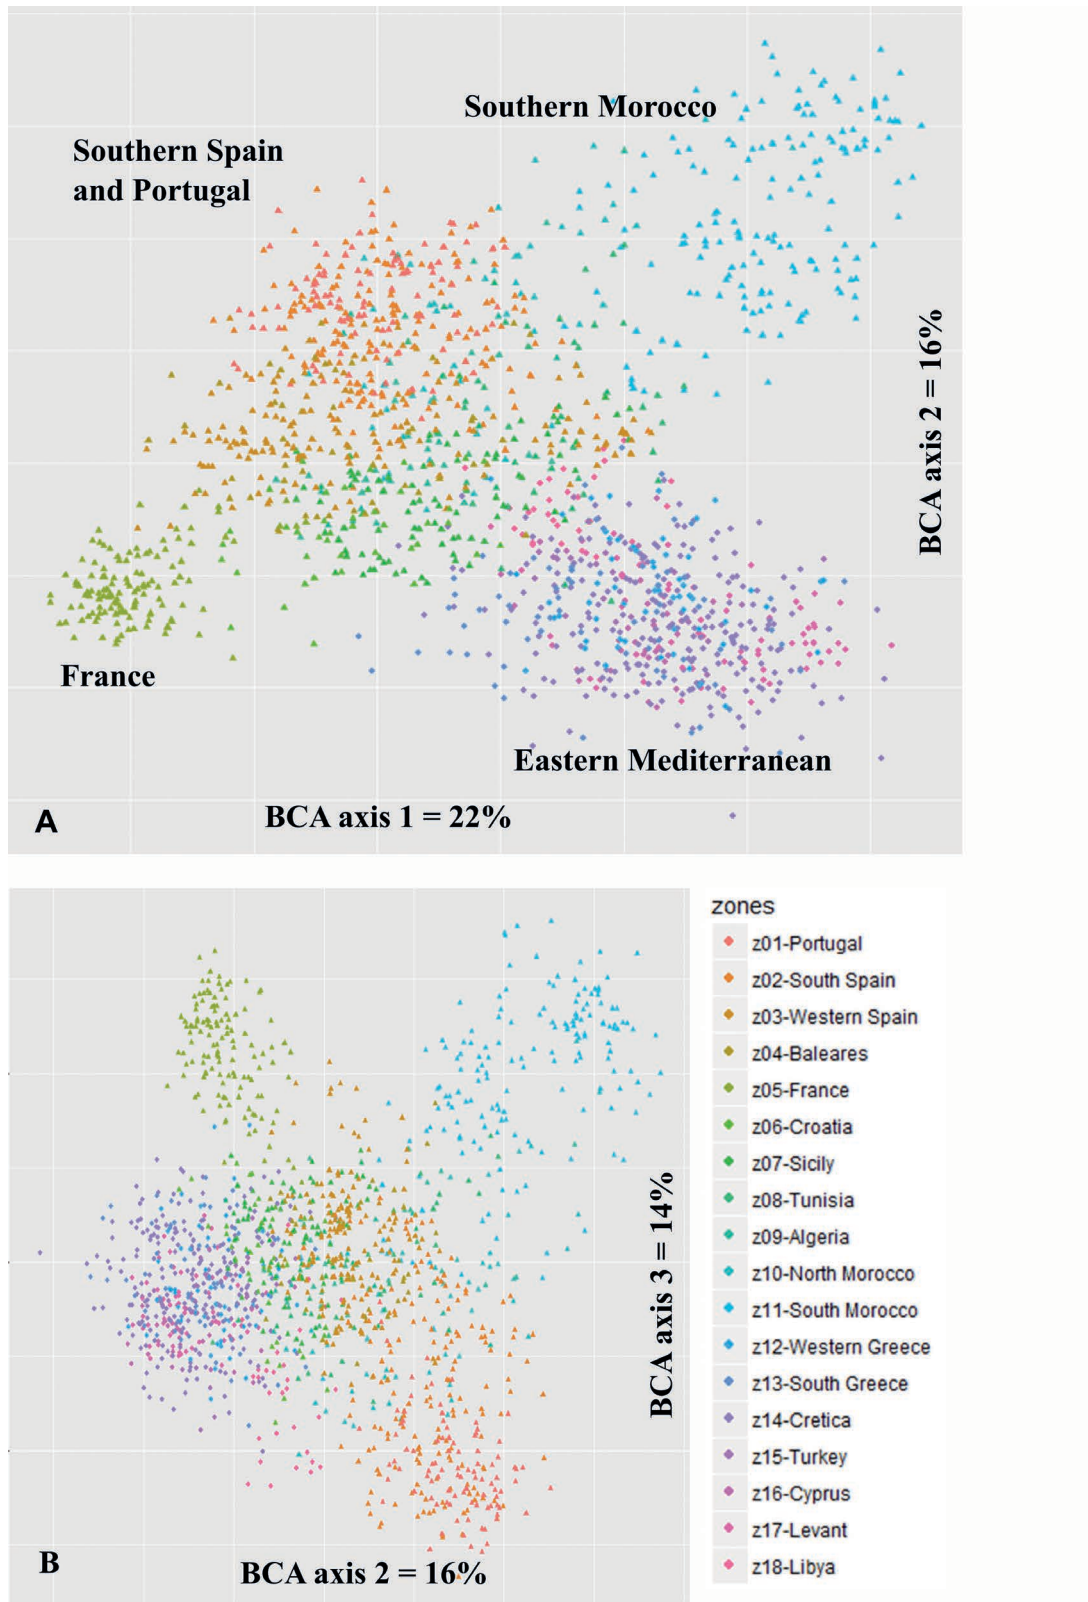 Southern Morocco
Southern Spain
and Portugal
BCA axis 2 = 16%
France
Eastern Mediterranean
BCA axis 1 = 22%
A
zones
z01-Portugal
z02-South Spain
z03-Western Spain
z04-Baleares
z05-France
z06-Croatia
z07-Sicily
z08-Tunisia
z09-Algeria
z10-North Morocco
z11-South Morocco
z12-Western Greece
z13-South Greece
z14-Cretica
z15-Turkey
z16-Cyprus
z17-Levant
z18-Libya
BCA axis 3 = 14%
B
BCA axis 2 = 16%